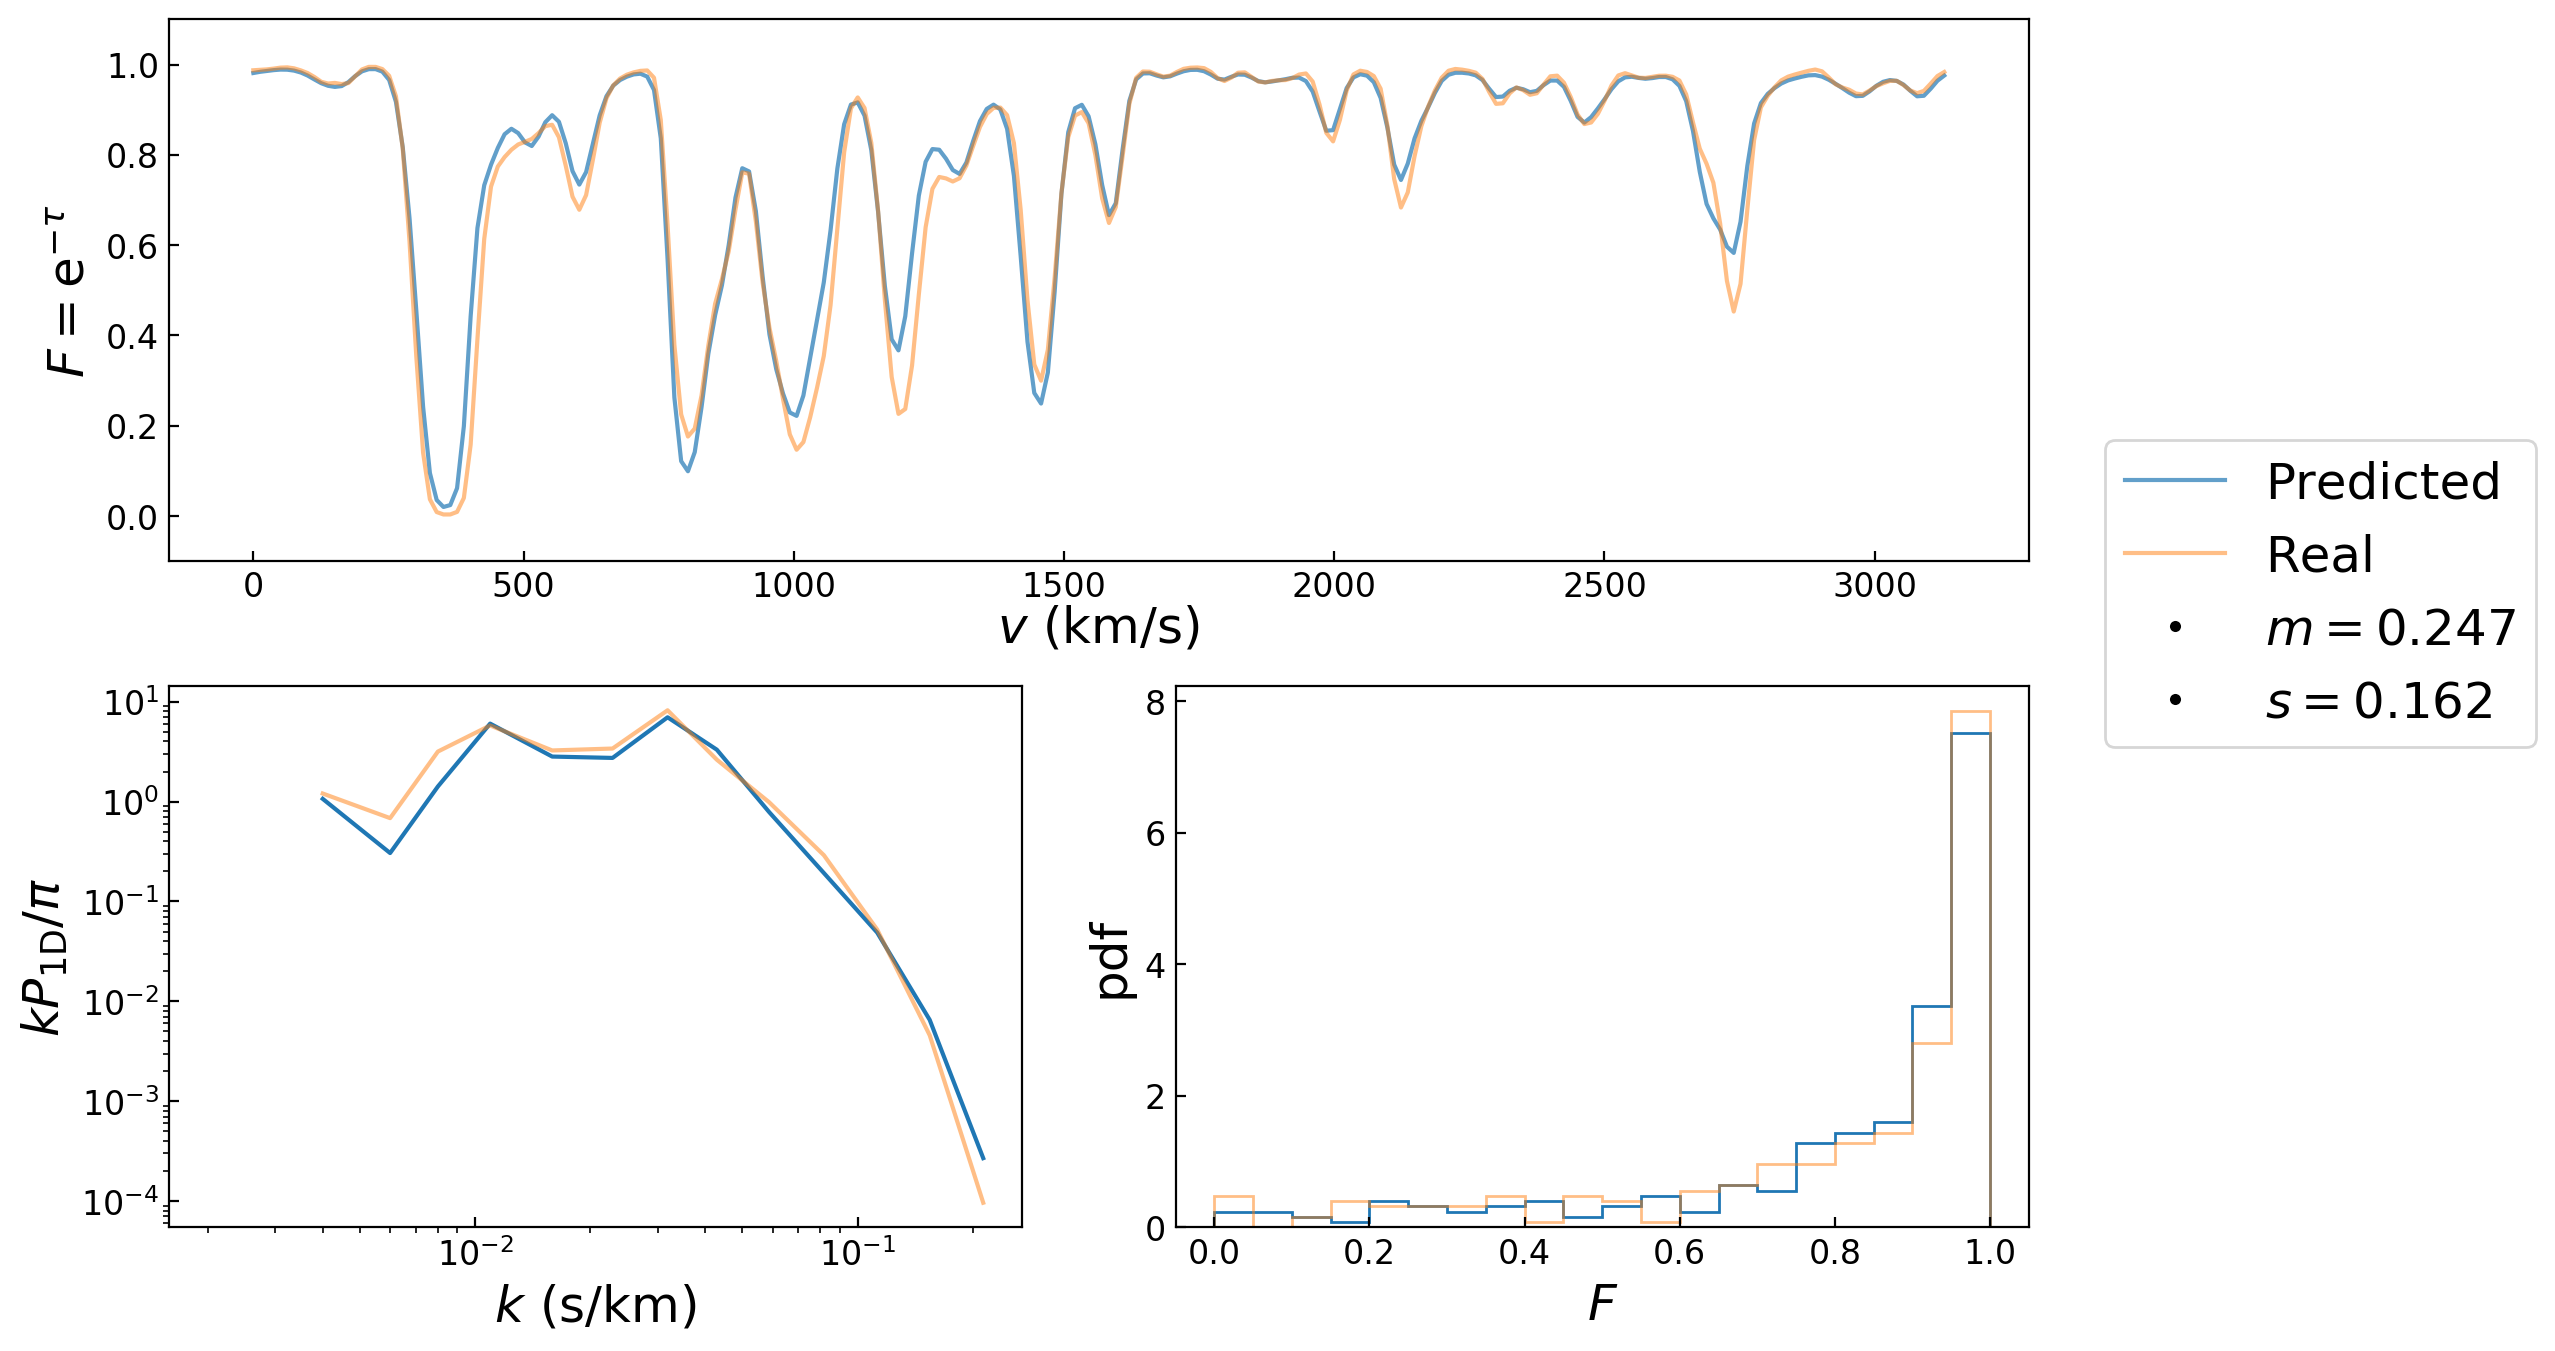 1.0
0.8
0.6
0.4
0.2
0.0
F = e^{−τ}
0 500 1000 1500 2000 2500 3000
v (km/s)
Predicted
Real
m = 0.247
s = 0.162
10^1
10^0
10^{−1}
10^{−2}
10^{−3}
10^{−4}
kP_{1D}/π
10^{−2} 10^{−1}
k (s/km)
8
6
4
2
0
pdf
0.0 0.2 0.4 0.6 0.8 1.0
F